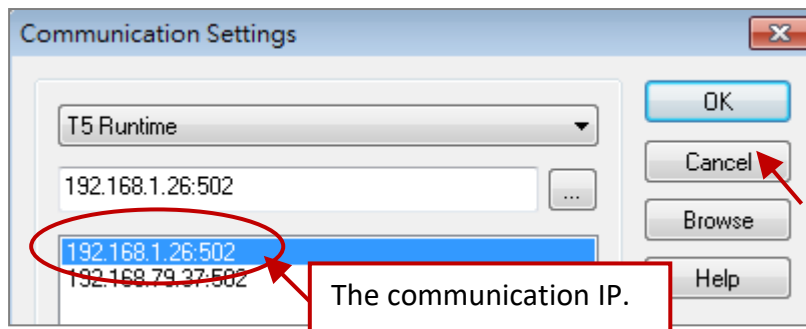 Communication Settings
T5 Runtime
OK
192.168.1.26:502
...
Cancel
Browse
192.168.1.26:502
192.168.79.37:502
The communication IP.
Help